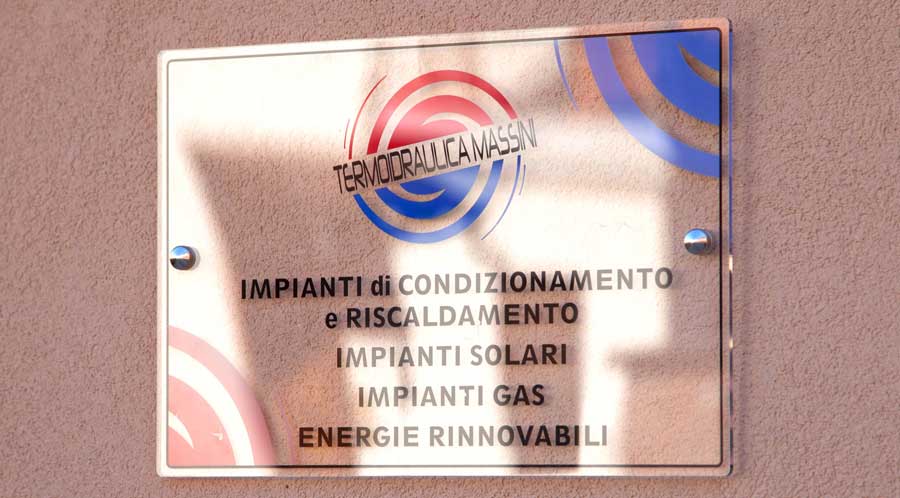 TERMOIDRAULICA MASSINI
IMPIANTI di CONDIZIONAMENTO
e RISCALDAMENTO
IMPIANTI SOLARI
IMPIANTI GAS
ENERGIE RINNOVABILI